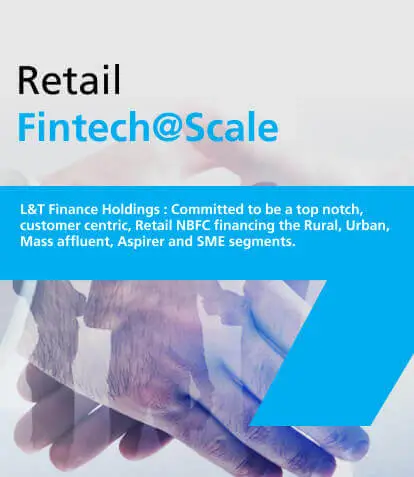 Retail
Fintech@Scale
L&T Finance Holdings : Committed to be a top notch,
customer centric, Retail NBFC financing the Rural, Urban,
Mass affluent, Aspirer and SME segments.